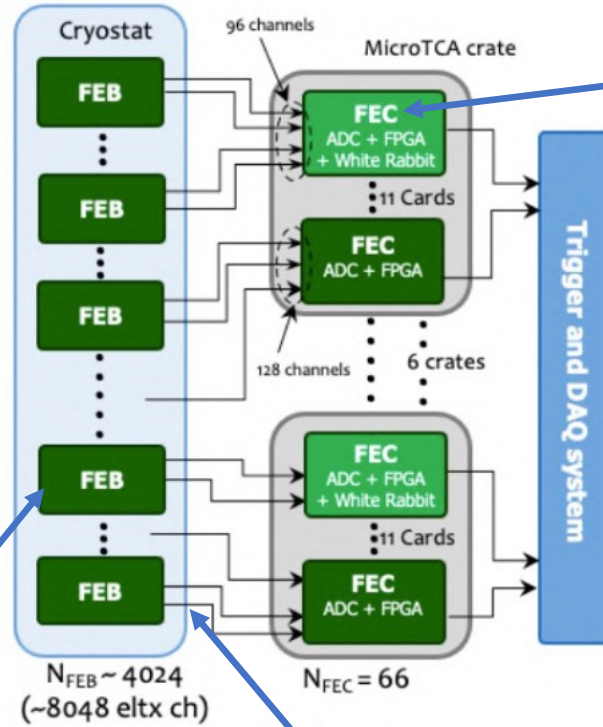 Cryostat
96 channels
MicroTCA crate
FEB
FEC
ADC + FPGA
+ White Rabbit
11 Cards
FEB
FEC
ADC + FPGA
FEB
128 channels
6 crates
Trigger and DAQ
system
FEB
FEC
ADC + FPGA
+ White Rabbit
11 Cards
FEB
FEC
ADC + FPGA
N_FEB ~ 4024
(~8048 eltx ch)
N_FEC = 66